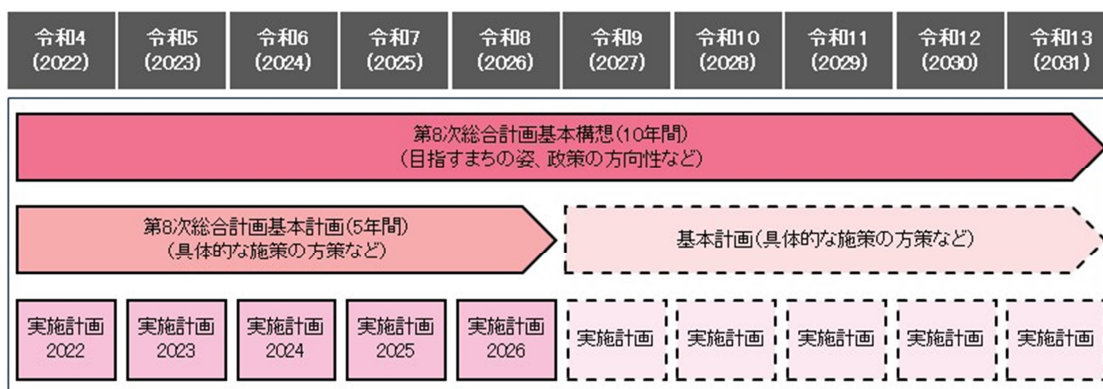 令和4
(2022)
令和5
(2023)
令和6
(2024)
令和7
(2025)
令和8
(2026)
令和9
(2027)
令和10
(2028)
令和11
(2029)
令和12
(2030)
令和13
(2031)
第8次総合計画基本構想(10年間)
(目指すまちの姿、政策の方向性など)
第8次総合計画基本計画(5年間)
(具体的な施策の方策など)
基本計画(具体的な施策の方策など)
実施計画
2022
実施計画
2023
実施計画
2024
実施計画
2025
実施計画
2026
実施計画
実施計画
実施計画
実施計画
実施計画